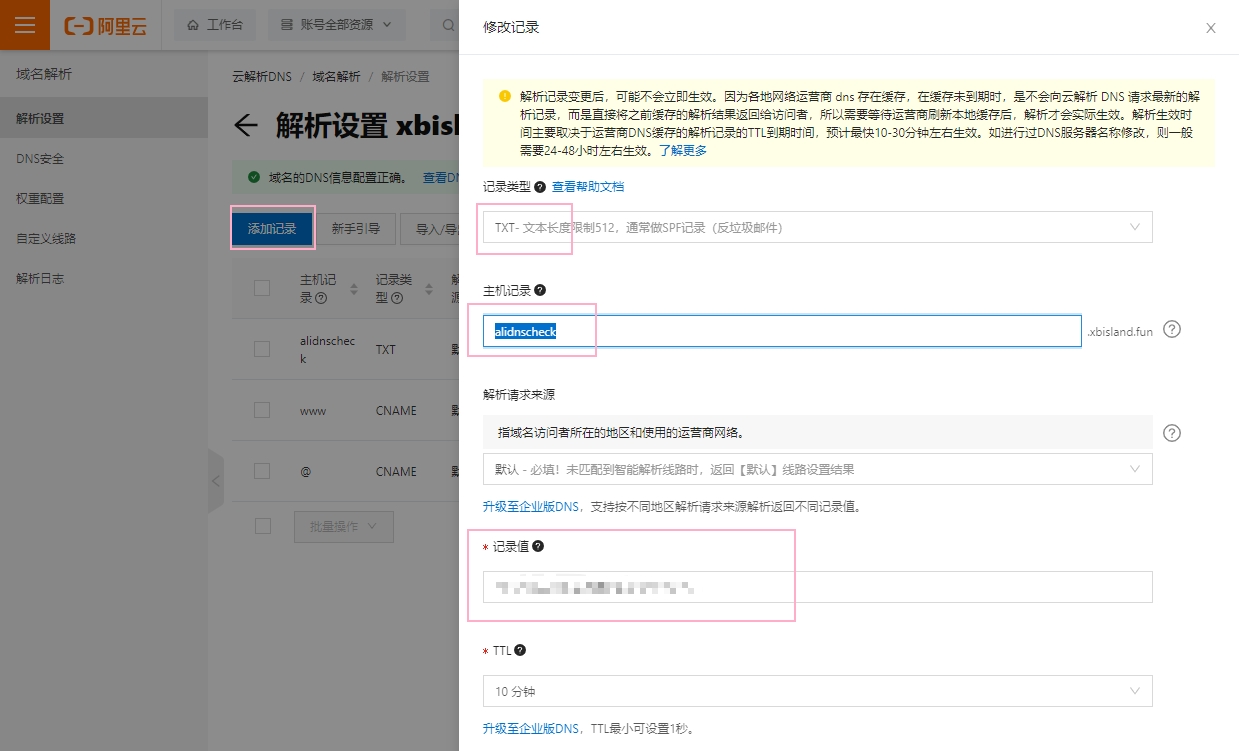 阿里云
工作台
账号全部资源
域名解析
解析设置
DNS安全
权重配置
自定义线路
解析日志
云解析DNS / 域名解析 / 解析设置
解析设置 xbisl
域名的DNS信息配置正确。 查看DN
添加记录
新手引导
导入/导
主机记录
记录类型
解
源
alidnscheck
TXT
默
www
CNAME
默
@
CNAME
默
批量操作
修改记录
解析记录变更后，可能不会立即生效。因为各地网络运营商 dns 存在缓存，在缓存未到期时，是不会向云解析 DNS 请求最新的解
析记录，而是直接将之前缓存的解析结果返回给访问者，所以需要等待运营商刷新本地缓存后，解析才会实际生效。解析生效时
间主要取决于运营商DNS缓存的解析记录的TTL到期时间，预计最快10-30分钟左右生效。如进行过DNS服务器名称修改，则一般
需要24-48小时左右生效。了解更多
记录类型 查看帮助文档
TXT- 文本长度限制512，通常做SPF记录（反垃圾邮件）
主机记录
alidnscheck
.xbisland.fun
解析请求来源
指域名访问者所在的地区和使用的运营商网络。
默认 - 必填！未匹配到智能解析线路时，返回【默认】线路设置结果
升级至企业版DNS，支持按不同地区解析请求来源解析返回不同记录值。
* 记录值
* TTL
10 分钟
升级至企业版DNS，TTL最小可设置1秒。